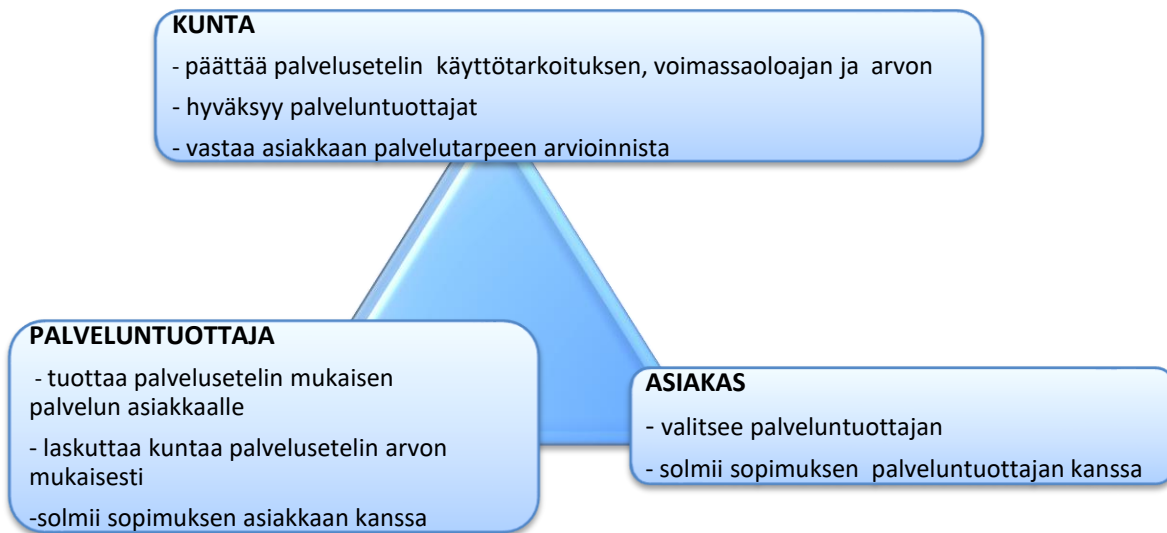 KUNTA
- päättää palvelusetelin käyttötarkoituksen, voimassaoloajan ja arvon
- hyväksyy palveluntuottajat
- vastaa asiakkaan palvelutarpeen arvioinnista
PALVELUNTUOTTAJA
- tuottaa palvelusetelin mukaisen
palvelun asiakkaalle
- laskuttaa kuntaa palvelusetelin arvon
mukaisesti
-solmii sopimuksen asiakkaan kanssa
ASIAKAS
- valitsee palveluntuottajan
- solmii sopimuksen palveluntuottajan kanssa